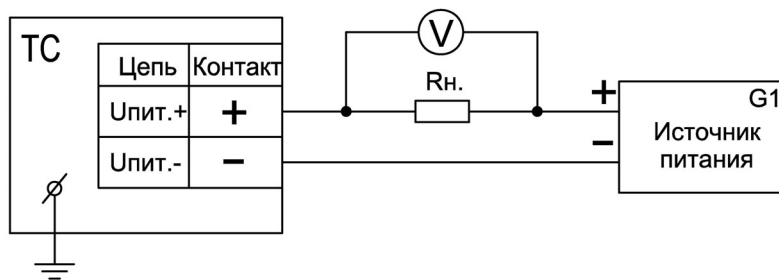 ТС
Цепь Контакт
Uпит.+ +
Uпит.- −
V
Rн.
+
−
G1
Источник
питания